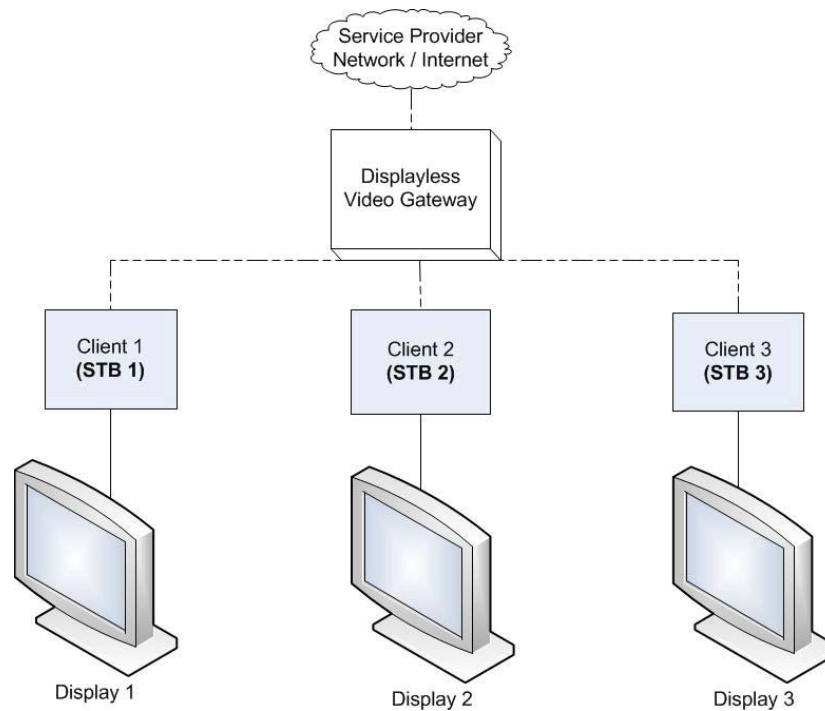 Service Provider
Network / Internet
Displayless
Video Gateway
Client 1
(STB 1)
Client 2
(STB 2)
Client 3
(STB 3)
Display 1
Display 2
Display 3